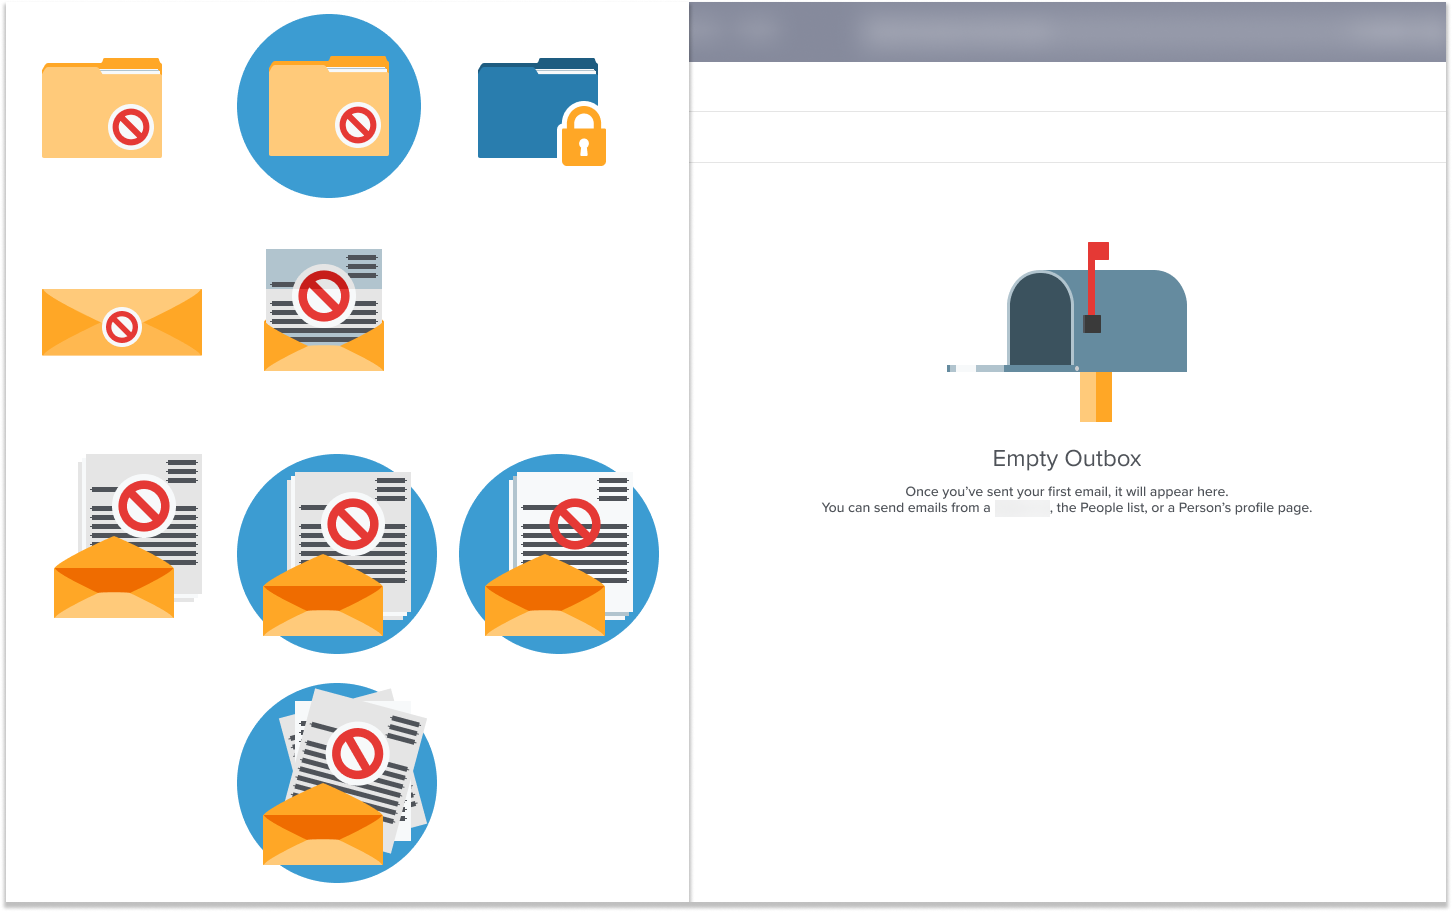 Empty Outbox
Once you’ve sent your first email, it will appear here.
You can send emails from a , the People list, or a Person’s profile page.